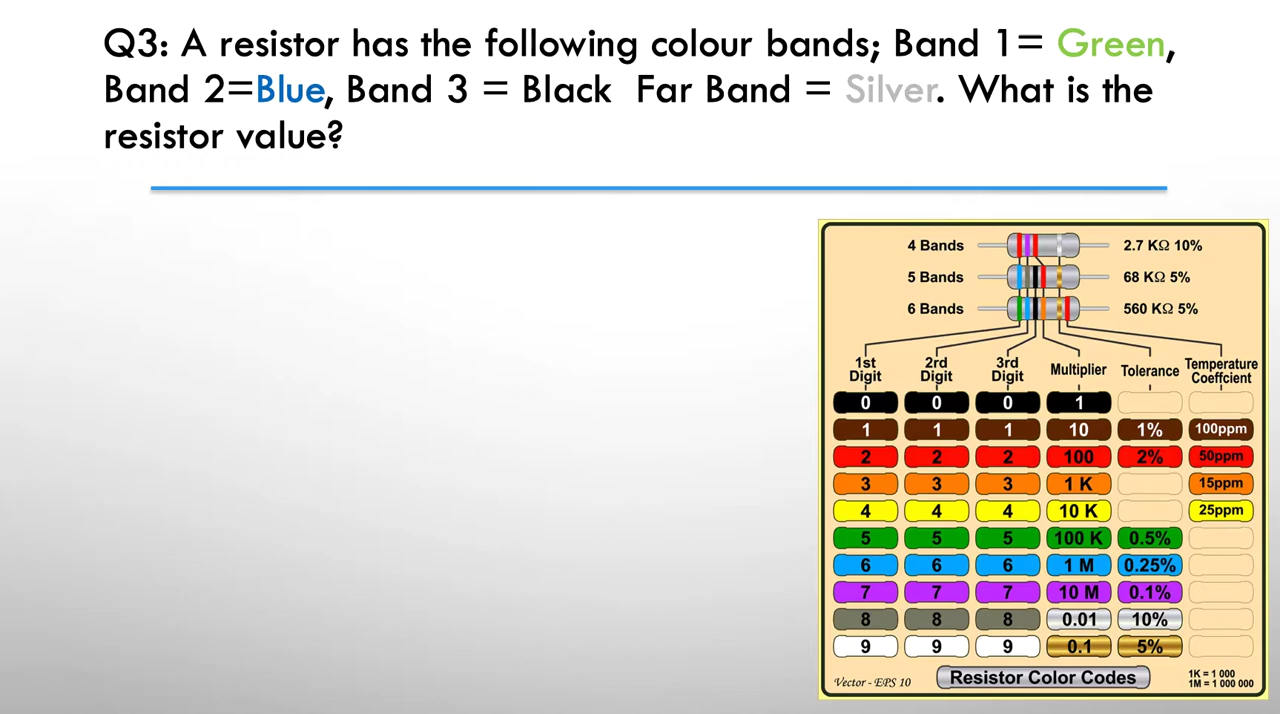 Q3: A resistor has the following colour bands; Band 1= Green,
Band 2=Blue, Band 3 = Black  Far Band = Silver. What is the
resistor value?
4 Bands 2.7 KΩ 10%
5 Bands 68 KΩ 5%
6 Bands 560 KΩ 5%
1st Digit 2rd Digit 3rd Digit Multiplier Tolerance Temperature Coeffcient
0 0 0 1
1 1 1 10 1% 100ppm
2 2 2 100 2% 50ppm
3 3 3 1 K 15ppm
4 4 4 10 K 25ppm
5 5 5 100 K 0.5%
6 6 6 1 M 0.25%
7 7 7 10 M 0.1%
8 8 8 0.01 10%
9 9 9 0.1 5%
Vector - EPS 10 Resistor Color Codes 1K = 1 000
1M = 1 000 000